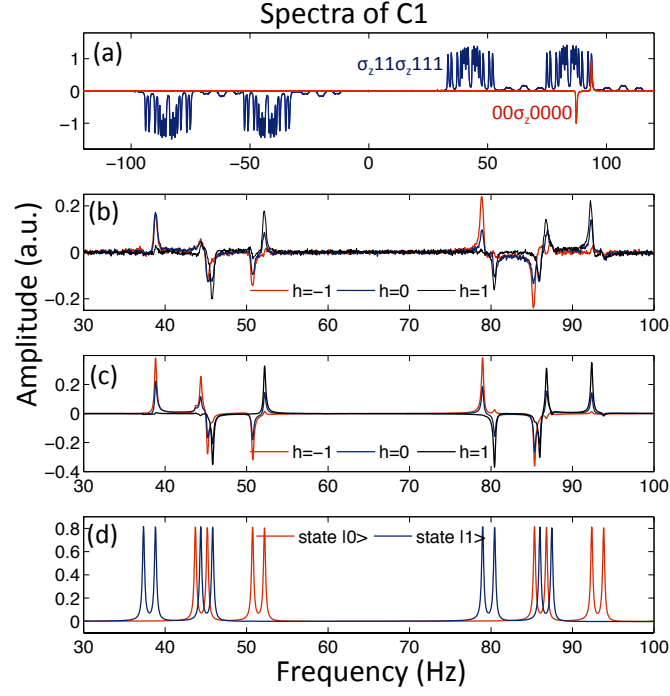 Spectra of C1
(a)
σz11σz111
00σz0000
1
0
−1
−100 −50 0 50 100
(b)
0.2
0
−0.2
h=−1 h=0 h=1
30 40 50 60 70 80 90 100
Amplitude (a.u.)
(c)
0.2
0
−0.2
−0.4
h=−1 h=0 h=1
30 40 50 60 70 80 90 100
(d)
state |0> state |1>
0.8
0.6
0.4
0.2
0
30 40 50 60 70 80 90 100
Frequency (Hz)